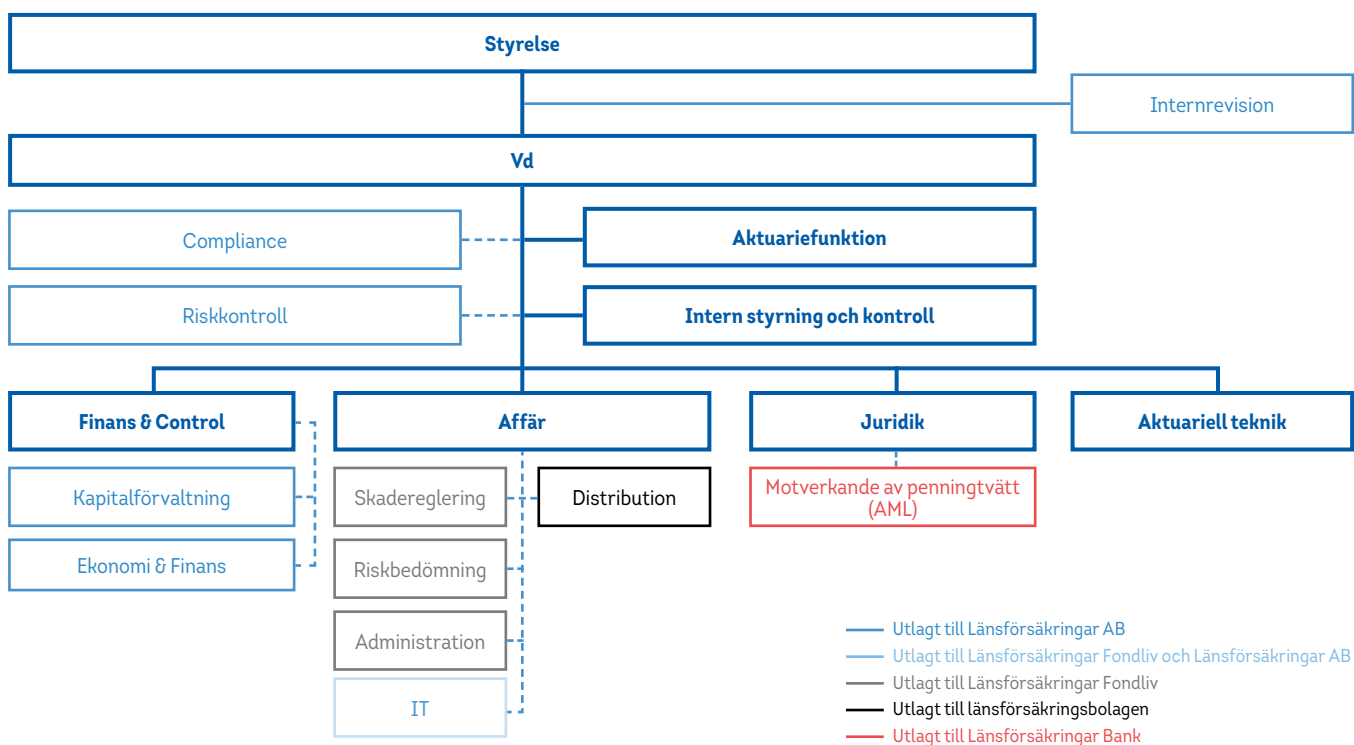 Styrelse
Internrevision
Vd
Compliance
Aktuariefunktion
Riskkontroll
Intern styrning och kontroll
Finans & Control
Affär
Juridik
Aktuariell teknik
Kapitalförvaltning
Skadereglering
Distribution
Motverkande av penningtvätt
(AML)
Ekonomi & Finans
Riskbedömning
Administration
IT
Utlagt till Länsförsäkringar AB
Utlagt till Länsförsäkringar Fondliv och Länsförsäkringar AB
Utlagt till Länsförsäkringar Fondliv
Utlagt till länsförsäkringsbolagen
Utlagt till Länsförsäkringar Bank